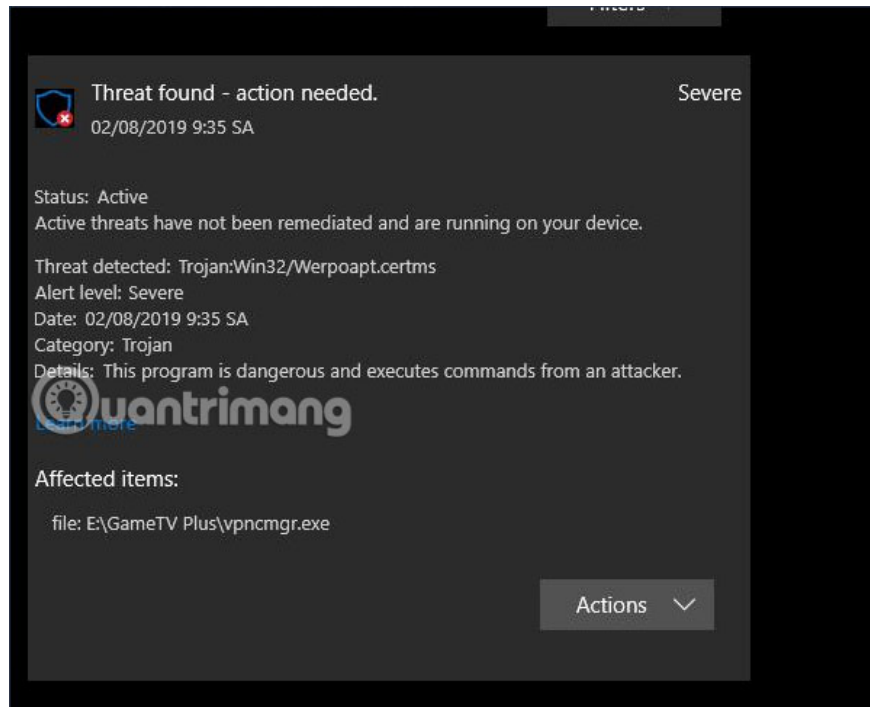 Filters
Threat found - action needed.
Severe
02/08/2019 9:35 SA
Status: Active
Active threats have not been remediated and are running on your device.
Threat detected: Trojan:Win32/Werpoapt.certms
Alert level: Severe
Date: 02/08/2019 9:35 SA
Category: Trojan
Details: This program is dangerous and executes commands from an attacker.
Quantrimang
Learn more
Affected items:
file: E:\GameTV Plus\vpncmgr.exe
Actions